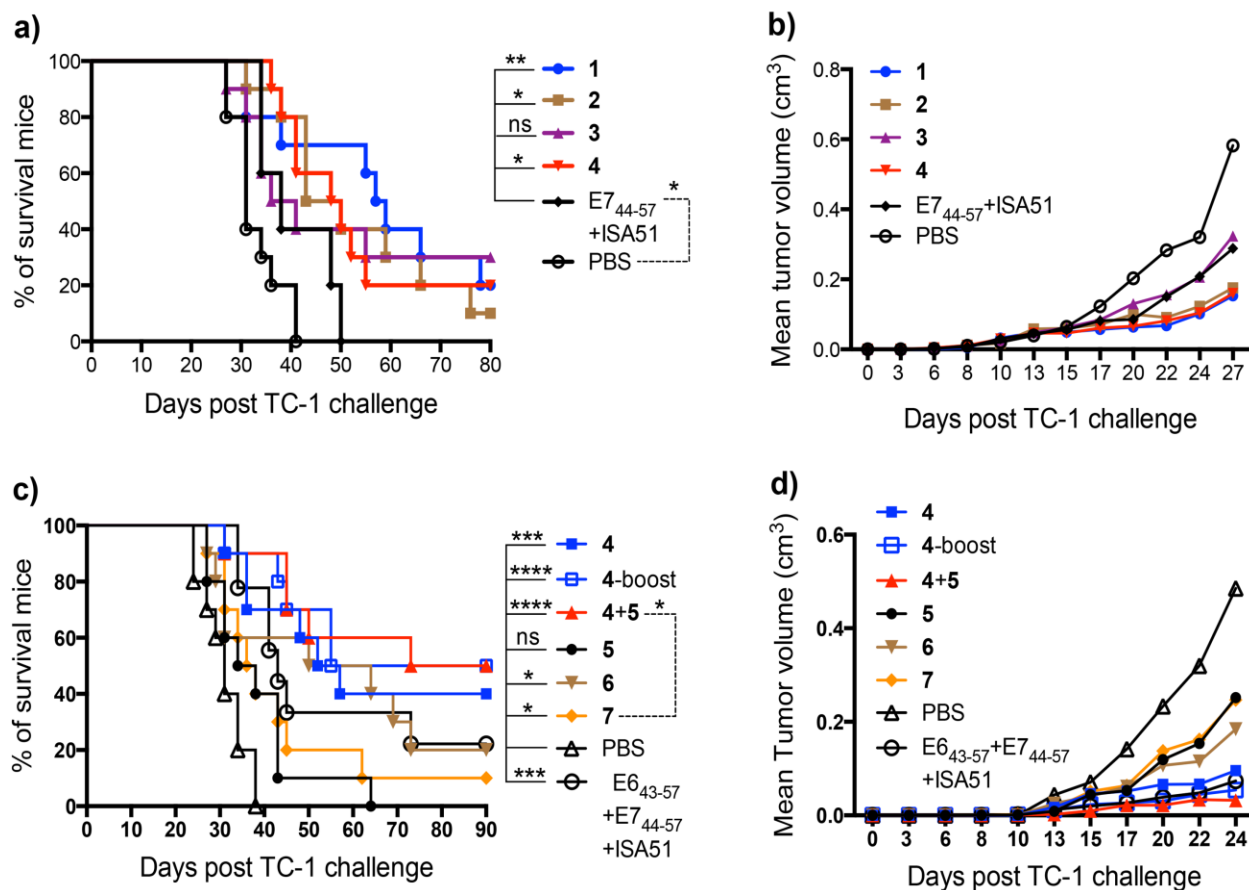 a)
% of survival mice
100
80
60
40
20
0
0 10 20 30 40 50 60 70 80
Days post TC-1 challenge
** 1
* 2
ns 3
* 4
E7₄₄₋₅₇ *
+ISA51
PBS
b)
Mean tumor volume (cm³)
0.8
0.6
0.4
0.2
0.0
0 3 6 8 10 13 15 17 20 22 24 27
Days post TC-1 challenge
1
2
3
4
E7₄₄₋₅₇+ISA51
PBS
c)
% of survival mice
100
80
60
40
20
0
0 10 20 30 40 50 60 70 80 90
Days post TC-1 challenge
*** 4
**** 4-boost
**** 4+5 *
ns 5
* 6
* 7
PBS
*** E6₄₃₋₅₇
+E7₄₄₋₅₇
+ISA51
d)
Mean Tumor volume (cm³)
0.6
0.4
0.2
0.0
0 3 6 8 10 13 15 17 20 22 24
Days post TC-1 challenge
4
4-boost
4+5
5
6
7
PBS
E6₄₃₋₅₇+E7₄₄₋₅₇
+ISA51